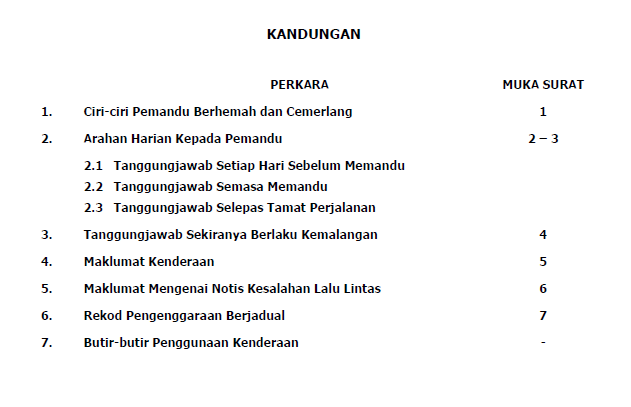 KANDUNGAN
PERKARA MUKA SURAT
1. Ciri-ciri Pemandu Berhemah dan Cemerlang 1
2. Arahan Harian Kepada Pemandu 2 – 3
2.1 Tanggungjawab Setiap Hari Sebelum Memandu
2.2 Tanggungjawab Semasa Memandu
2.3 Tanggungjawab Selepas Tamat Perjalanan
3. Tanggungjawab Sekiranya Berlaku Kemalangan 4
4. Maklumat Kenderaan 5
5. Maklumat Mengenai Notis Kesalahan Lalu Lintas 6
6. Rekod Pengenggaraan Berjadual 7
7. Butir-butir Penggunaan Kenderaan -